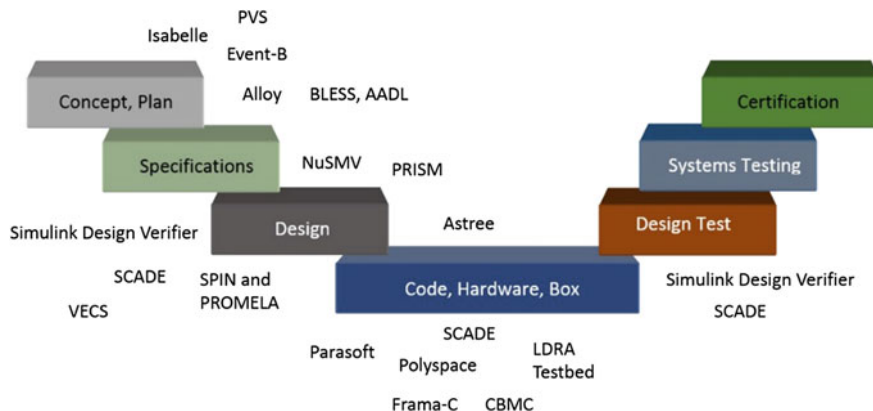 PVS
Isabelle
Event-B
Concept, Plan
Alloy
BLESS, AADL
Certification
Specifications
NuSMV
PRISM
Systems Testing
Simulink Design Verifier
Design
Astree
Design Test
SCADE
SPIN and
PROMELA
VECS
Code, Hardware, Box
Simulink Design Verifier
SCADE
SCADE
Parasoft
Polyspace
LDRA
Testbed
Frama-C
CBMC